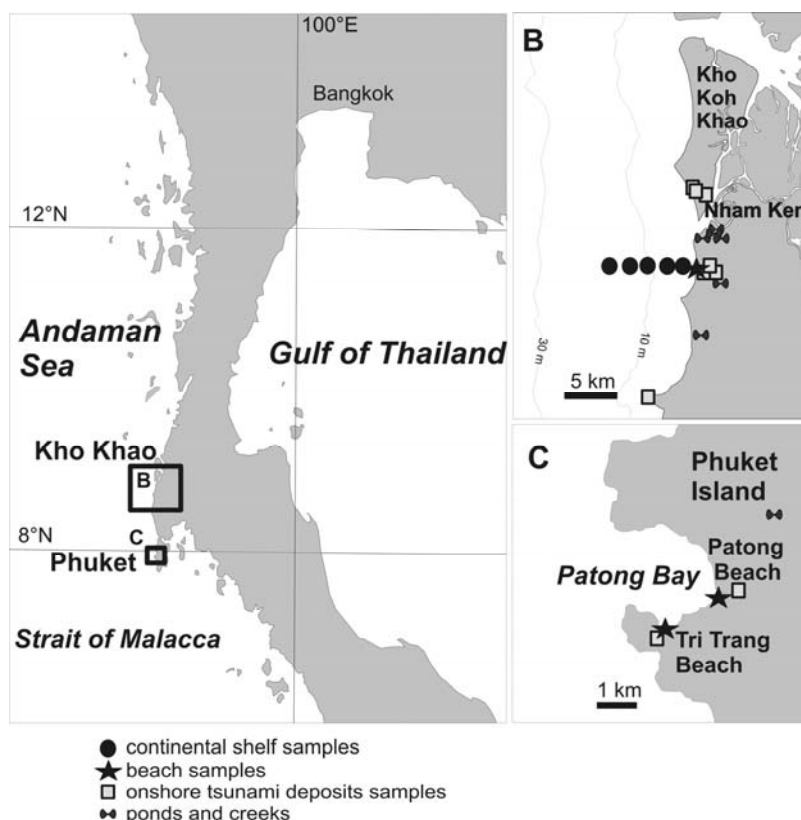 100°E
Bangkok
12°N
Andaman
Sea
Gulf of Thailand
Kho Khao
B
C
8°N
Phuket
Strait of Malacca
B
Kho
Koh
Khao
Nham Ken
30 m
10 m
5 km
C
Phuket
Island
Patong
Beach
Patong Bay
Tri Trang
Beach
1 km
continental shelf samples
beach samples
onshore tsunami deposits samples
ponds and creeks